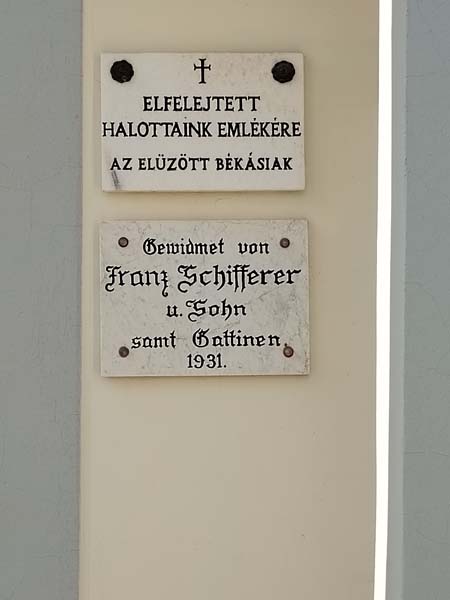 ELFELEJTETT
HALOTTAINK EMLÉKÉRE
AZ ELÜZÖTT BÉKÁSIAK
Gewidmet von
Franz Schifferer
u. Sohn
samt Gattinen.
1931.